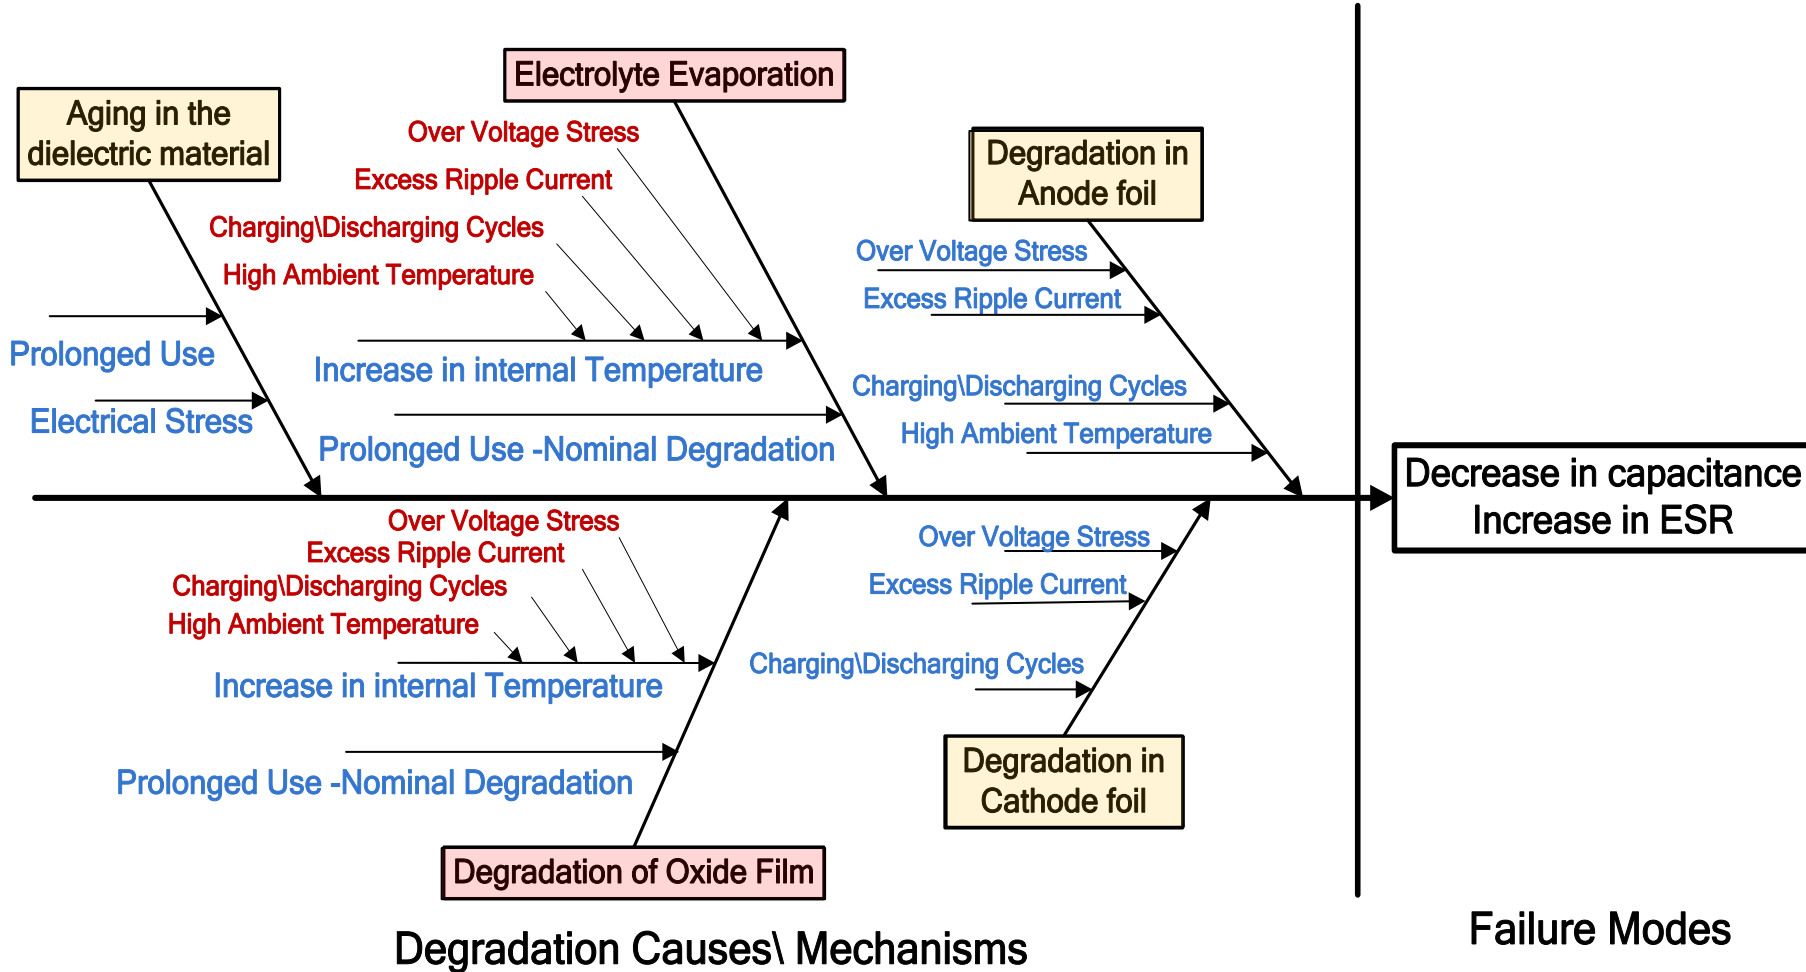 Electrolyte Evaporation
Aging in the
dielectric material
Over Voltage Stress
Excess Ripple Current
Charging\Discharging Cycles
High Ambient Temperature
Degradation in
Anode foil
Over Voltage Stress
Excess Ripple Current
Prolonged Use
Increase in internal Temperature
Charging\Discharging Cycles
Electrical Stress
Prolonged Use -Nominal Degradation
High Ambient Temperature
Decrease in capacitance
Increase in ESR
Over Voltage Stress
Excess Ripple Current
Charging\Discharging Cycles
High Ambient Temperature
Increase in internal Temperature
Prolonged Use -Nominal Degradation
Over Voltage Stress
Excess Ripple Current
Charging\Discharging Cycles
Degradation in
Cathode foil
Degradation of Oxide Film
Degradation Causes\ Mechanisms
Failure Modes